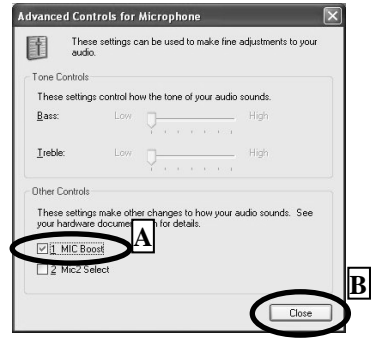 Advanced Controls for Microphone
These settings can be used to make fine adjustments to your
audio.
Tone Controls
These settings control how the tone of your audio sounds.
Bass: Low High
Treble: Low High
Other Controls
These settings make other changes to how your audio sounds. See
your hardware for details.
1 MIC Boost
A
2 Mic2 Select
B
Close